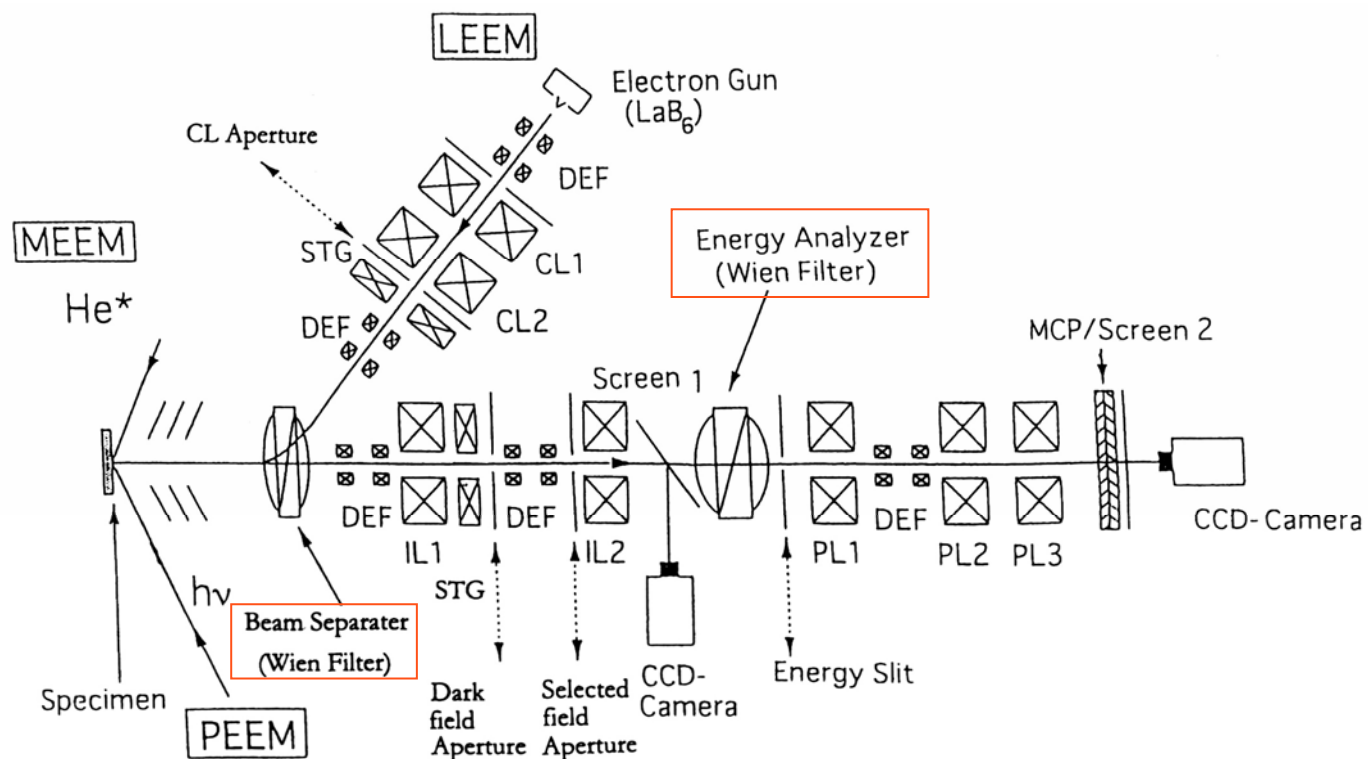 LEEM
Electron Gun
(LaB6)
CL Aperture
DEF
MEEM
STG
CL1
Energy Analyzer
(Wien Filter)
He*
DEF
CL2
MCP/Screen 2
Screen 1
DEF
IL1
DEF
IL2
PL1
DEF
PL2
PL3
CCD-Camera
hν
STG
Beam Separater
(Wien Filter)
Specimen
Dark
field
Aperture
Selected
field
Aperture
CCD-
Camera
Energy Slit
PEEM